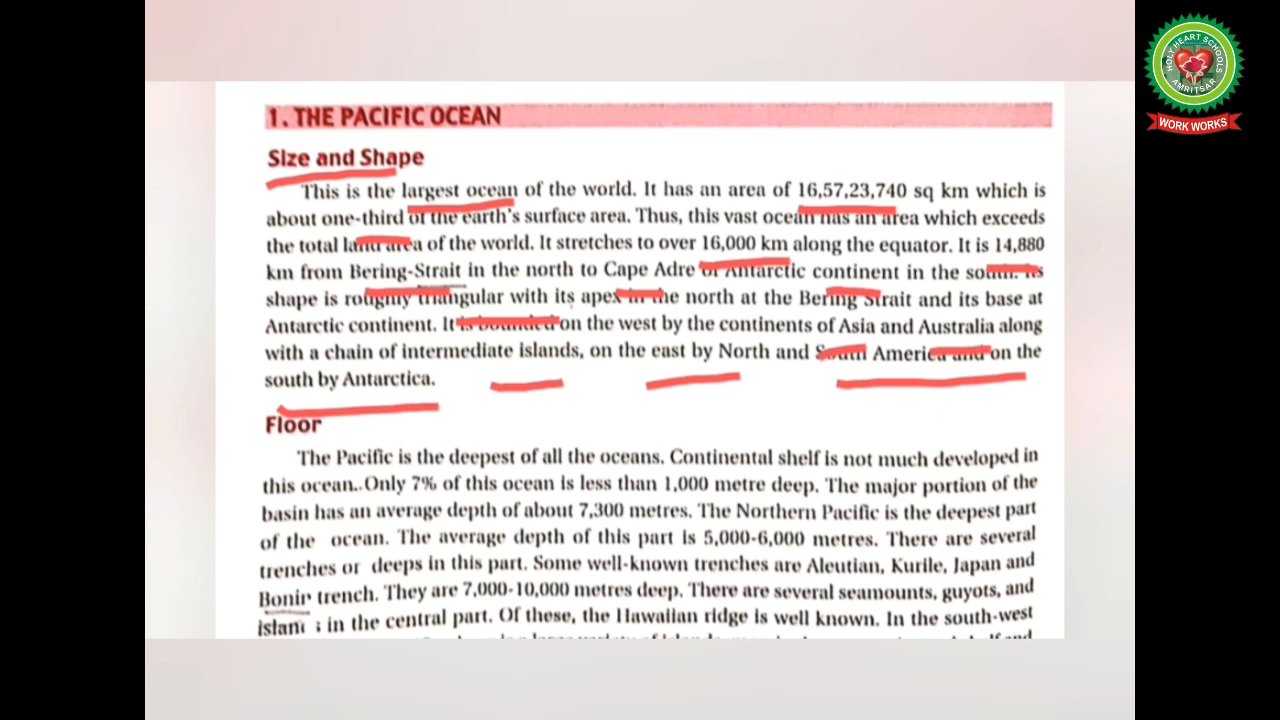 HOLY HEART SCHOOLS
AMRITSAR
WORK WORKS
1. THE PACIFIC OCEAN
Size and Shape
This is the largest ocean of the world. It has an area of 16,57,23,740 sq km which is
about one-third of the earth's surface area. Thus, this vast ocean has an area which exceeds
the total land area of the world. It stretches to over 16,000 km along the equator. It is 14,880
km from Bering-Strait in the north to Cape Adre of Antarctic continent in the south. Its
shape is roughly triangular with its apex in the north at the Bering Strait and its base at
Antarctic continent. It is bounded on the west by the continents of Asia and Australia along
with a chain of intermediate islands, on the east by North and South America and on the
south by Antarctica.
Floor
The Pacific is the deepest of all the oceans. Continental shelf is not much developed in
this ocean..Only 7% of this ocean is less than 1,000 metre deep. The major portion of the
basin has an average depth of about 7,300 metres. The Northern Pacific is the deepest part
of the ocean. The average depth of this part is 5,000-6,000 metres. There are several
trenches or deeps in this part. Some well-known trenches are Aleutian, Kurile, Japan and
Bonin trench. They are 7,000-10,000 metres deep. There are several seamounts, guyots, and
in the central part. Of these, the Hawaiian ridge is well known. In the south-west